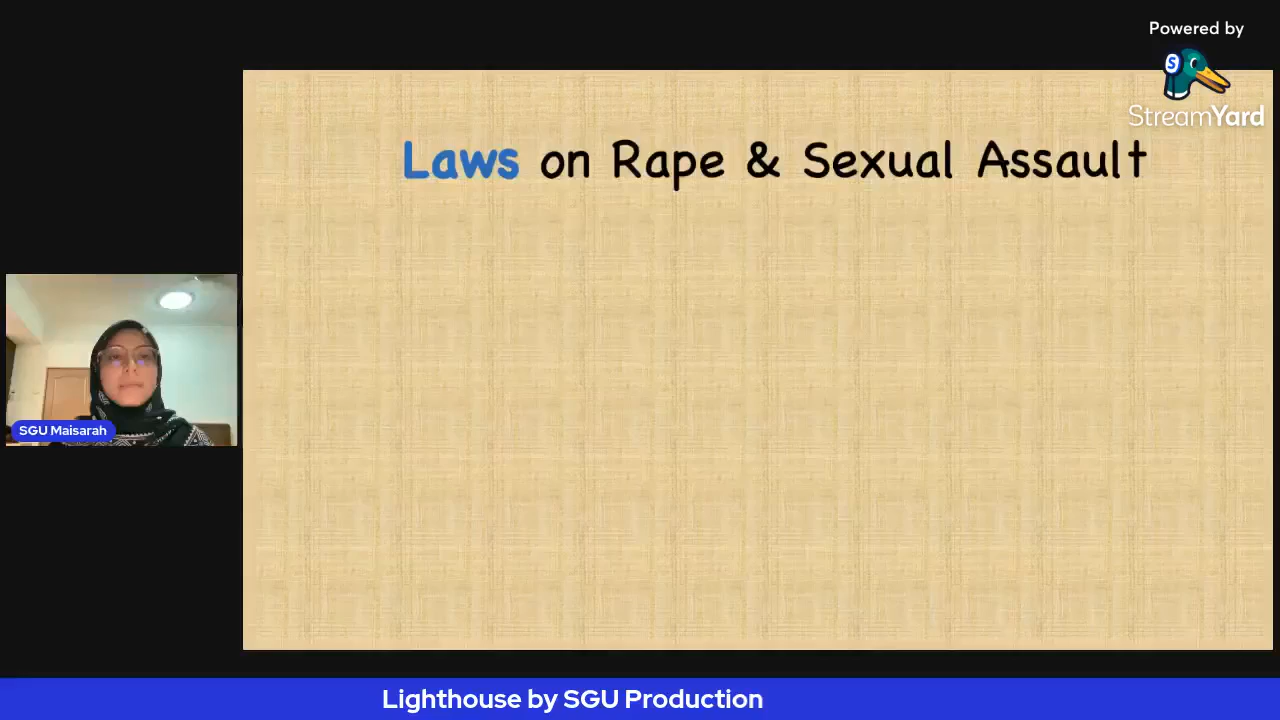 Powered by
StreamYard
Laws on Rape & Sexual Assault
SGU Maisarah
Lighthouse by SGU Production